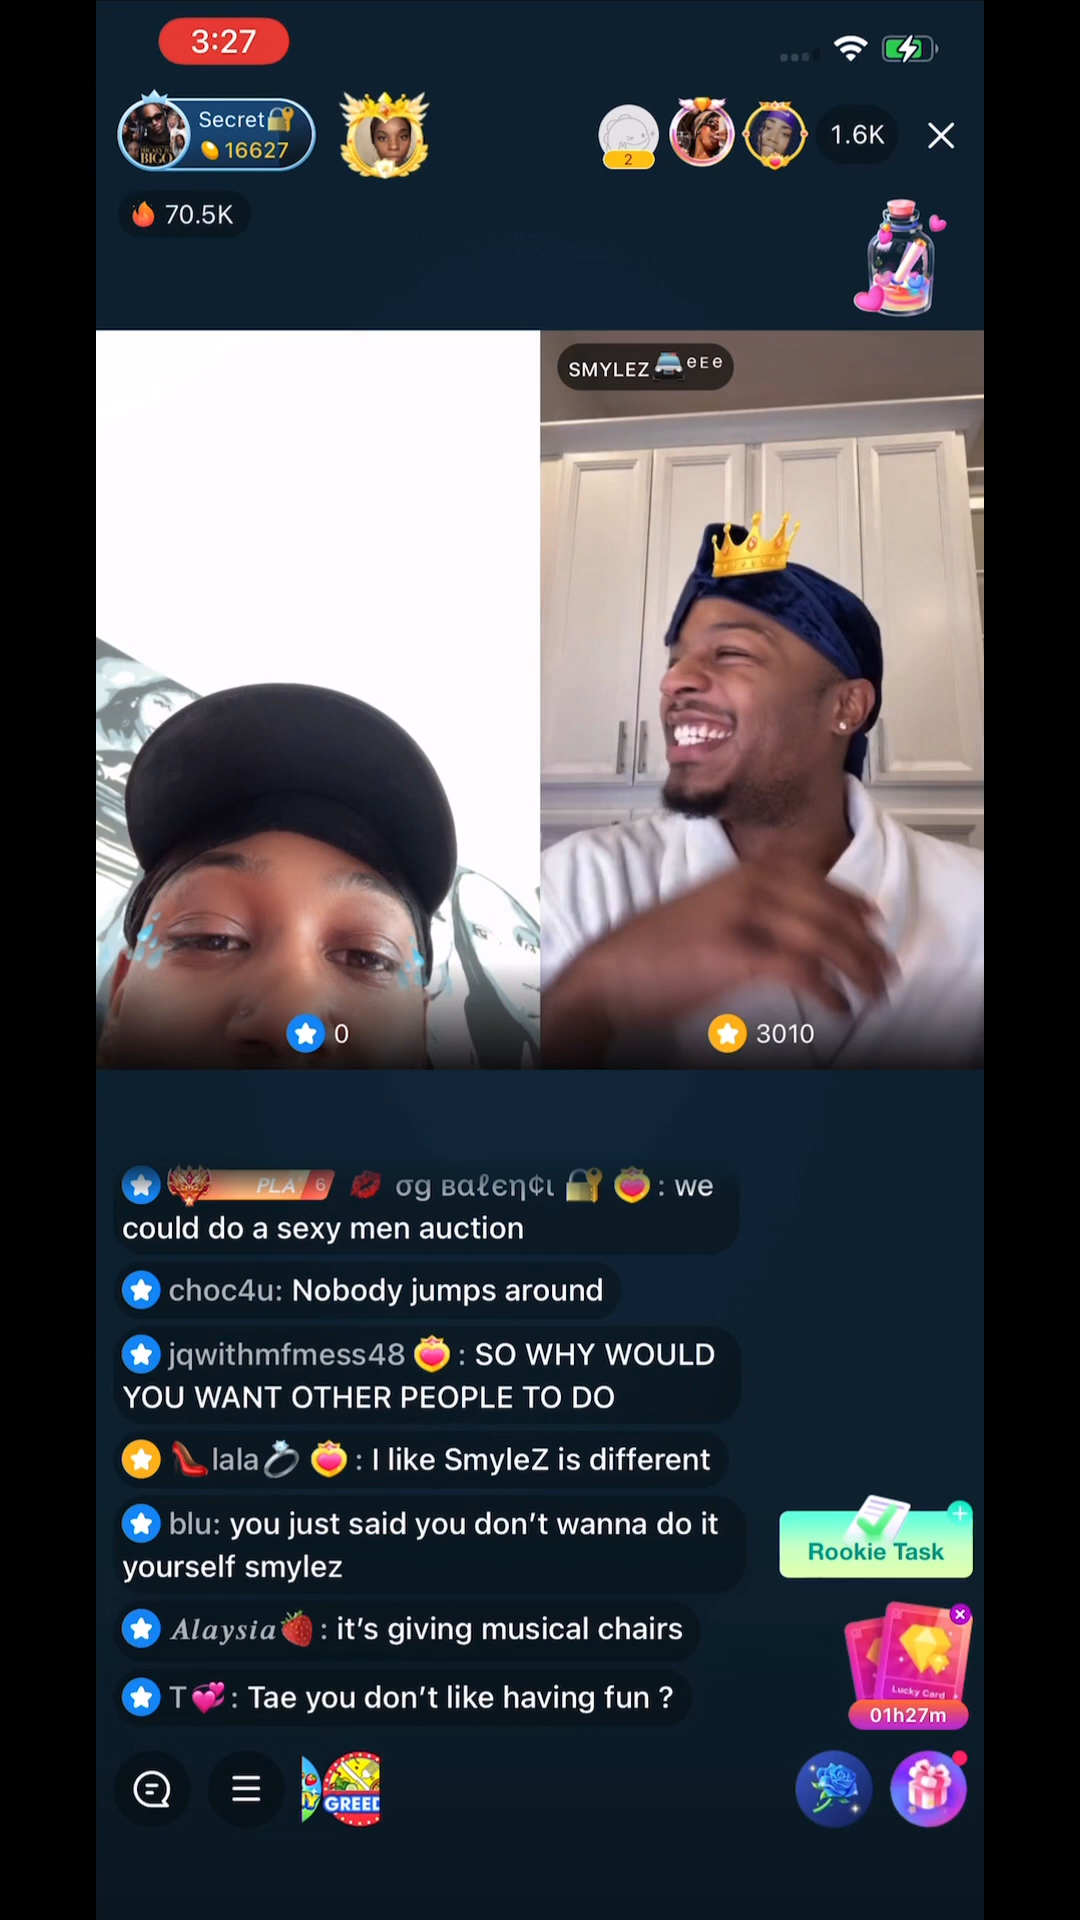 3:27
Secret
16627
BIGO
2
1.6K
70.5K
SMYLEZ ᵉᴱᵉ
0
3010
PLA 6 σg вαℓєη¢ι : we
could do a sexy men auction
choc4u: Nobody jumps around
jqwithmfmess48 : SO WHY WOULD
YOU WANT OTHER PEOPLE TO DO
lala : I like SmyleZ is different
blu: you just said you don’t wanna do it
yourself smylez
Rookie Task
𝑨𝒍𝒂𝒚𝒔𝒊𝒂 : it’s giving musical chairs
Lucky Card
T : Tae you don’t like having fun ?
01h27m
GREED